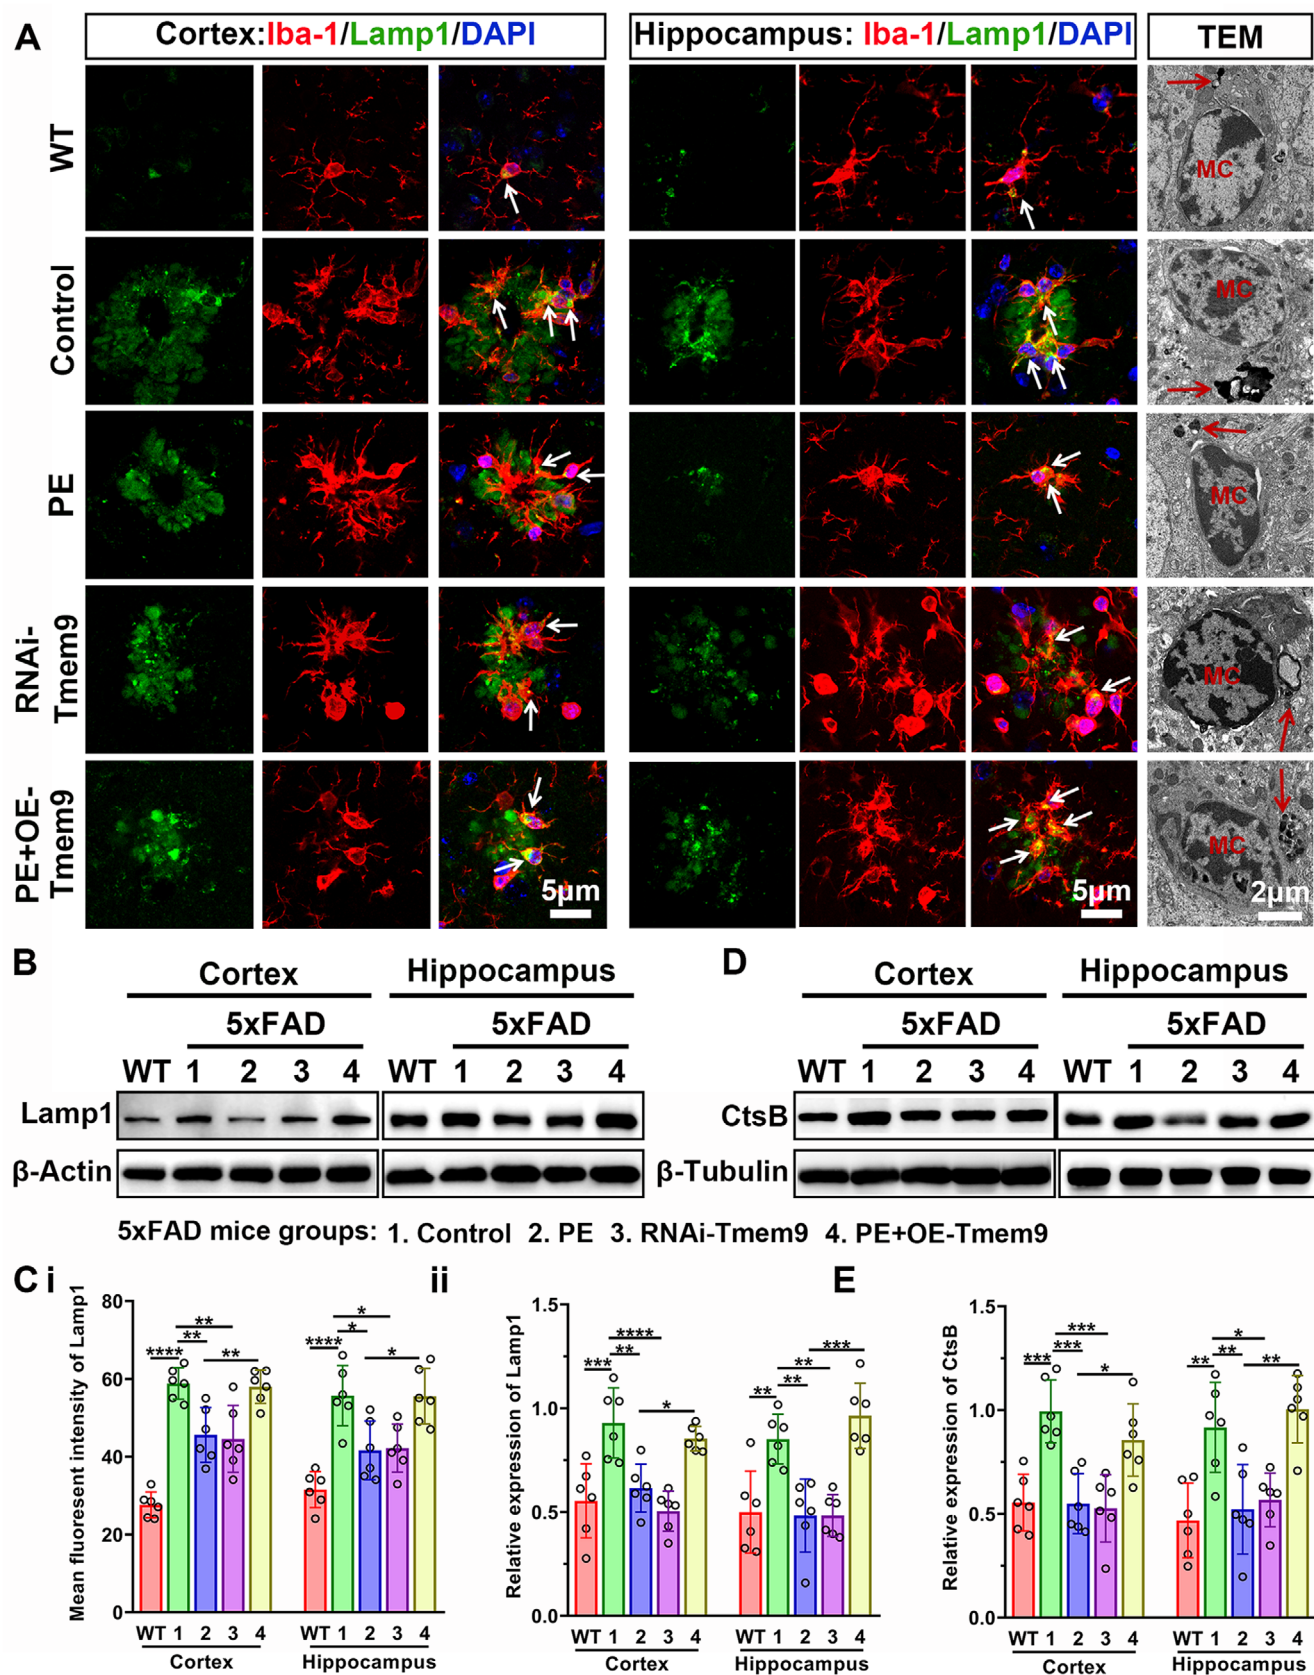 A
Cortex:Iba-1/Lamp1/DAPI
Hippocampus: Iba-1/Lamp1/DAPI
TEM
WT
MC
Control
MC
PE
MC
RNAi-
Tmem9
MC
PE+OE-
Tmem9
5μm
5μm
MC
2μm
B
Cortex
Hippocampus
5xFAD
5xFAD
WT 1 2 3 4
WT 1 2 3 4
Lamp1
β-Actin
D
Cortex
Hippocampus
5xFAD
5xFAD
WT 1 2 3 4
WT 1 2 3 4
CtsB
β-Tubulin
5xFAD mice groups: 1. Control 2. PE 3. RNAi-Tmem9 4. PE+OE-Tmem9
C i
Mean fluorescent intensity of Lamp1
80
60
40
20
0
**
**
****
**
*
*
****
*
WT 1 2 3 4
WT 1 2 3 4
Cortex
Hippocampus
ii
Relative expression of Lamp1
1.5
1.0
0.5
0.0
****
**
***
*
***
**
**
**
WT 1 2 3 4
WT 1 2 3 4
Cortex
Hippocampus
E
Relative expression of CtsB
1.5
1.0
0.5
0.0
***
***
***
*
*
**
**
**
WT 1 2 3 4
WT 1 2 3 4
Cortex
Hippocampus